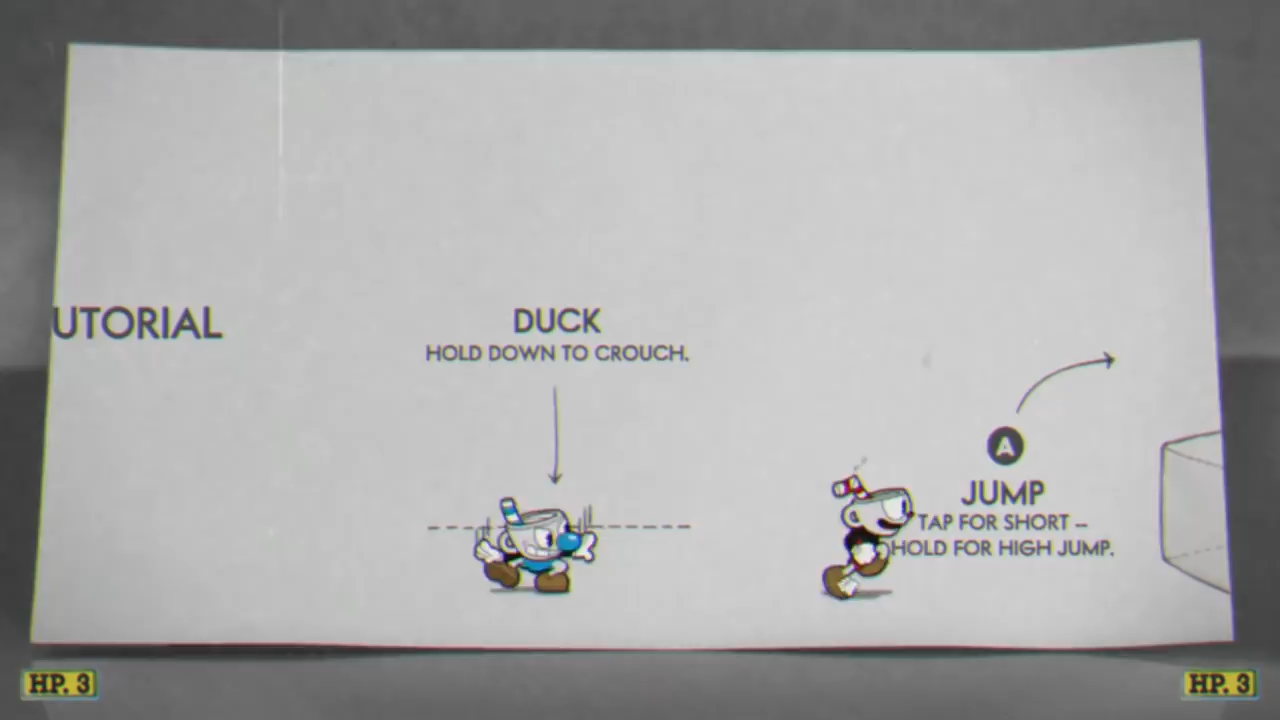 UTORIAL
DUCK
HOLD DOWN TO CROUCH.
A
JUMP
TAP FOR SHORT –
HOLD FOR HIGH JUMP.
HP. 3
HP. 3